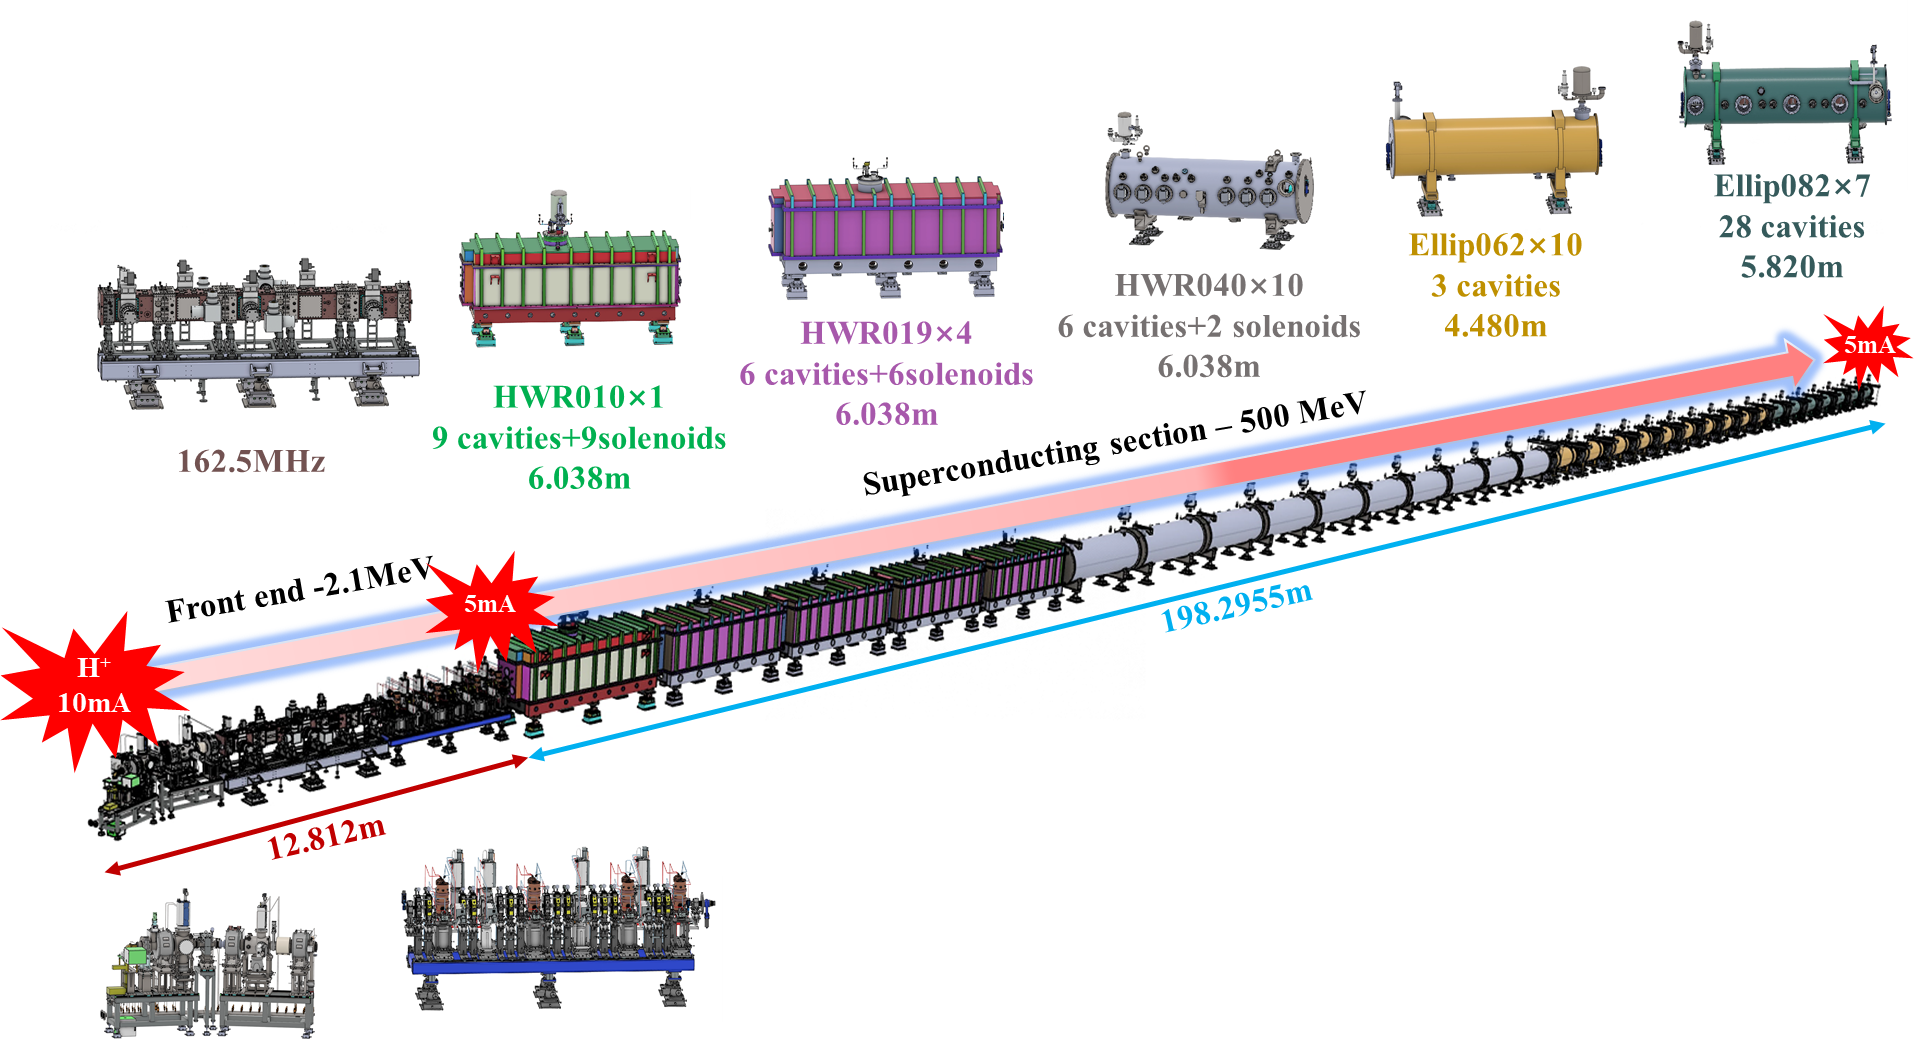 Ellip082×7
28 cavities
5.820m
Ellip062×10
3 cavities
4.480m
HWR040×10
6 cavities+2 solenoids
6.038m
HWR019×4
6 cavities+6solenoids
6.038m
HWR010×1
9 cavities+9solenoids
6.038m
162.5MHz
5mA
Superconducting section – 500 MeV
Front end -2.1MeV
5mA
H⁺
10mA
198.2955m
12.812m